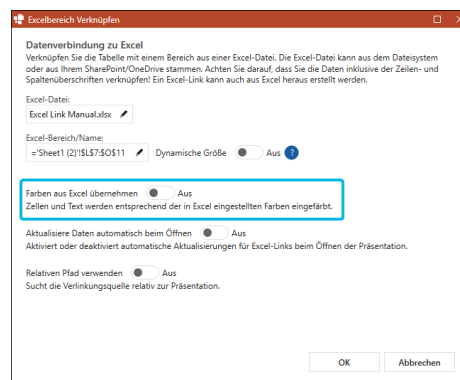 Excelbereich Verknüpfen
Datenverbindung zu Excel
Verknüpfen Sie die Tabelle mit einem Bereich aus einer Excel-Datei. Die Excel-Datei kann aus dem Dateisystem
oder aus Ihrem SharePoint/OneDrive stammen. Achten Sie darauf, dass Sie die Daten inklusive der Zeilen- und
Spaltenüberschriften verknüpfen! Ein Excel-Link kann auch aus Excel heraus erstellt werden.
Excel-Datei:
Excel Link Manual.xlsx
Excel-Bereich/Name:
='Sheet1 (2)'!$L$7:$O$11 Dynamische Größe Aus ?
Farben aus Excel übernehmen Aus
Zellen und Text werden entsprechend der in Excel eingestellten Farben eingefärbt.
Aktualisiere Daten automatisch beim Öffnen Aus
Aktiviert oder deaktiviert automatische Aktualisierungen für Excel-Links beim Öffnen der Präsentation.
Relativen Pfad verwenden Aus
Sucht die Verlinkungsquelle relativ zur Präsentation.
OK Abbrechen